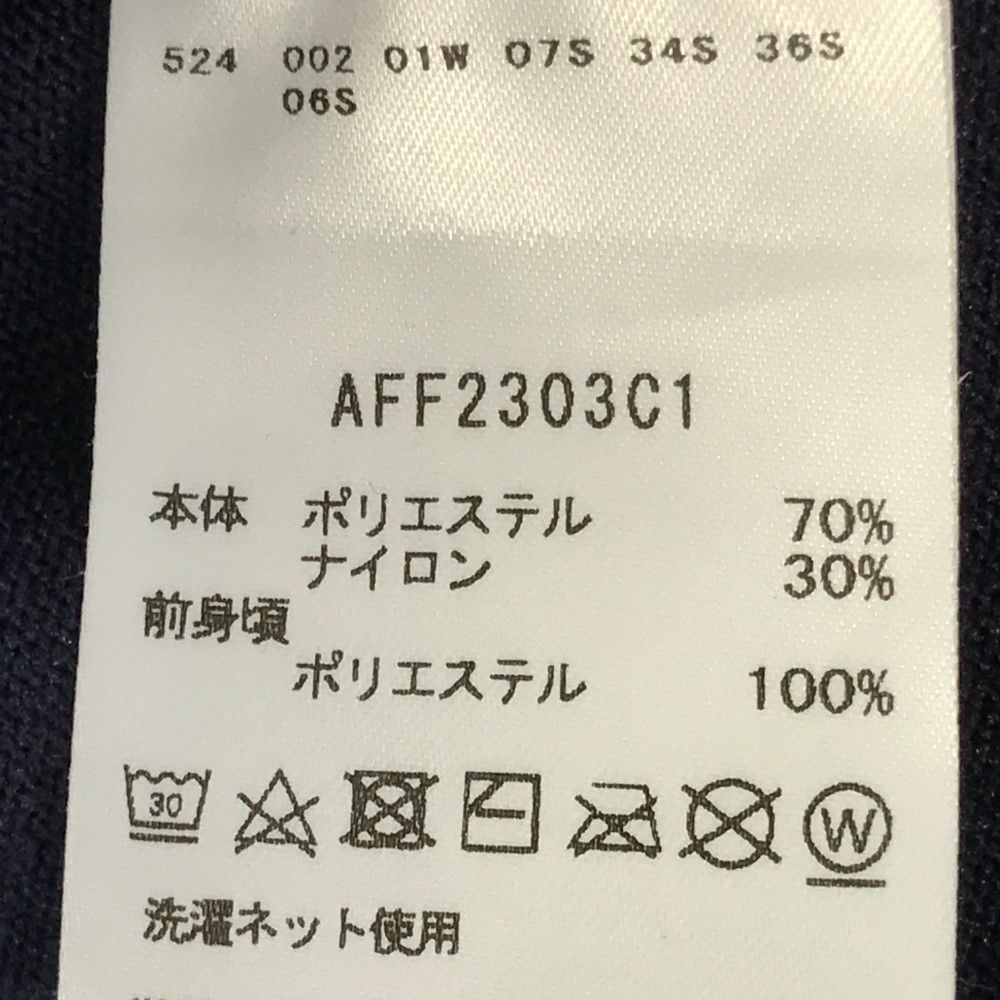 524 002 01W 07S 34S 36S
06S
AFF2303C1
本体 ポリエステル 70%
ナイロン 30%
前身頃
ポリエステル 100%
30 W
洗濯ネット使用